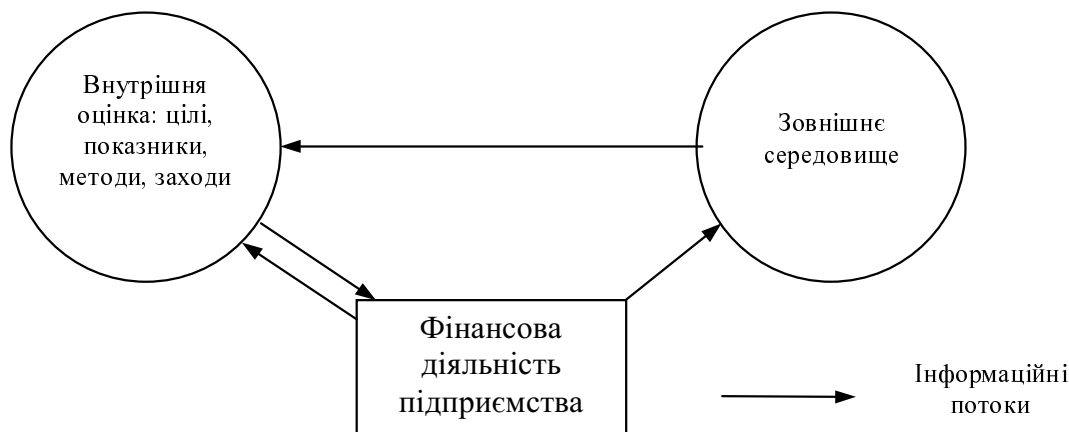 Внутрішня
оцінка: цілі,
показники,
методи, заходи
Зовнішнє
середовище
Фінансова
діяльність
підприємства
Інформаційні
потоки